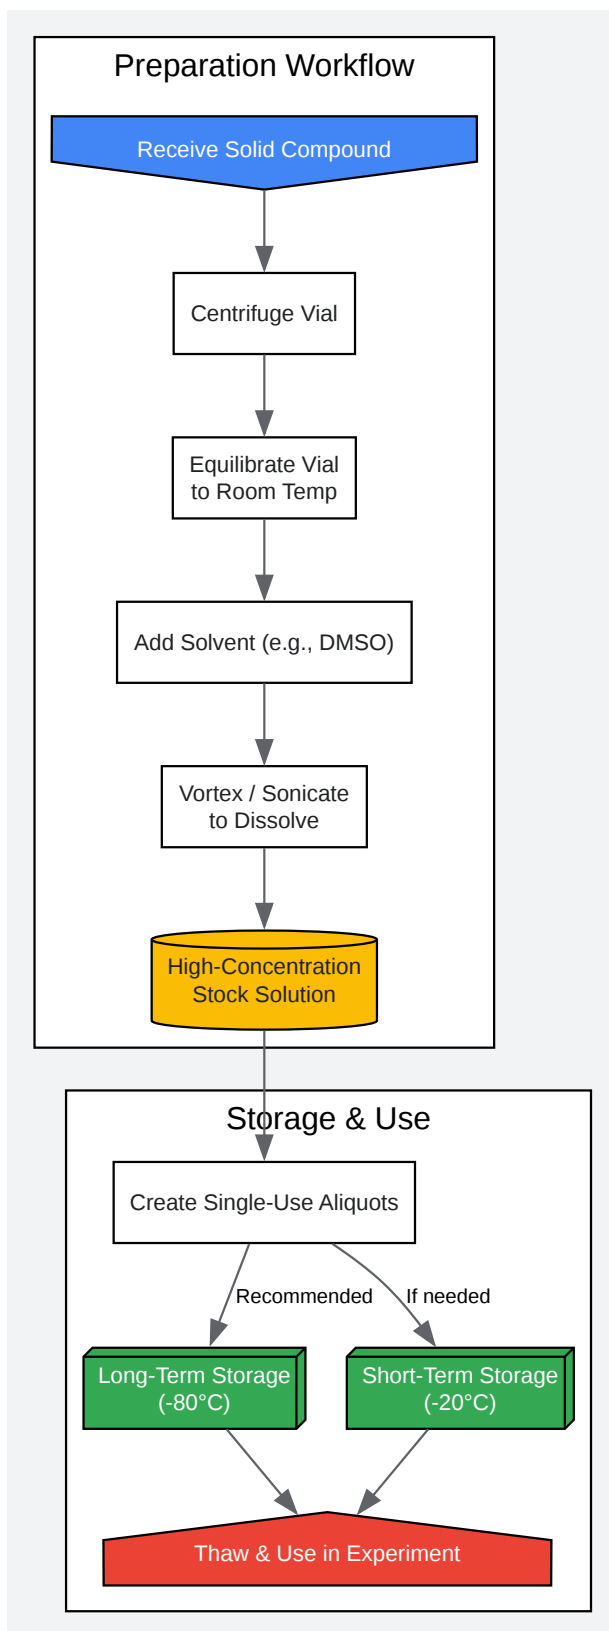 Preparation Workflow
Receive Solid Compound
Centrifuge Vial
Equilibrate Vial
to Room Temp
Add Solvent (e.g., DMSO)
Vortex / Sonicate
to Dissolve
High-Concentration
Stock Solution
Storage & Use
Create Single-Use Aliquots
Recommended
If needed
Long-Term Storage
(-80°C)
Short-Term Storage
(-20°C)
Thaw & Use in Experiment